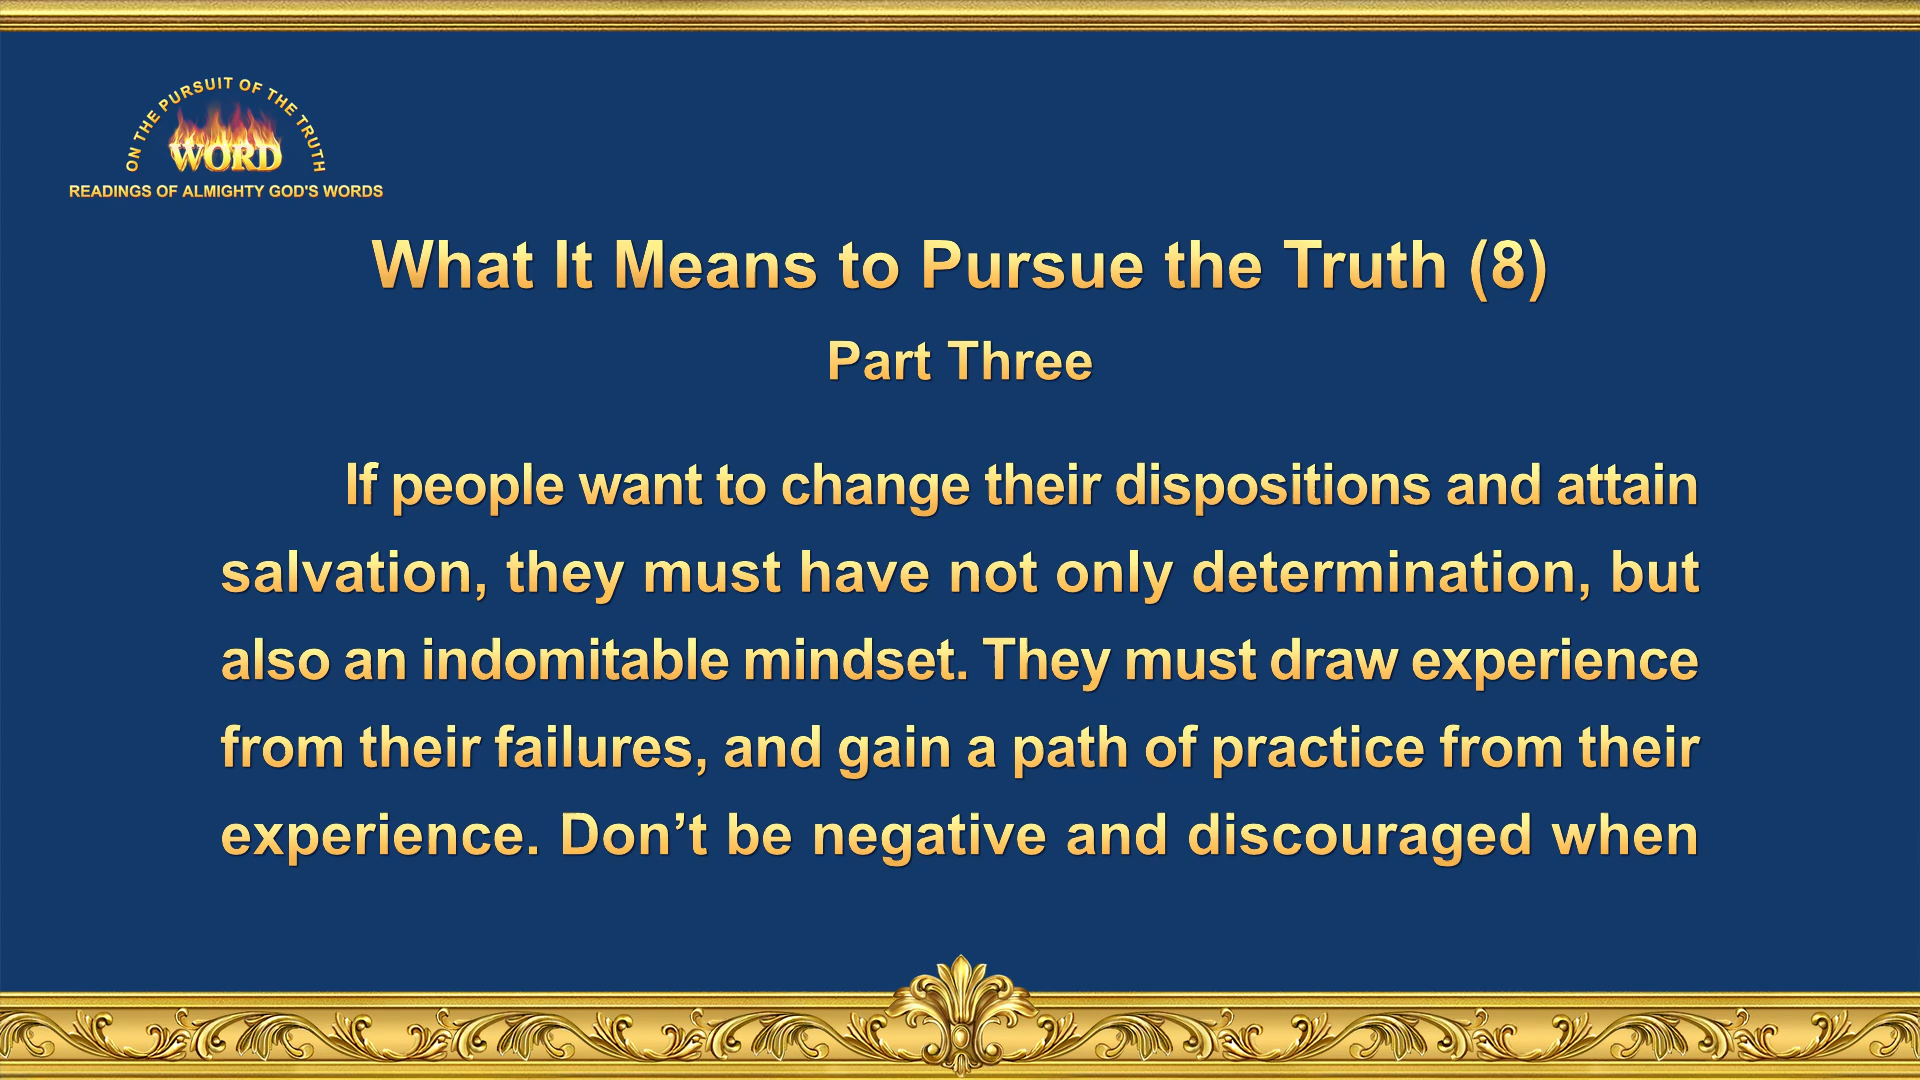 ON THE PURSUIT OF THE TRUTH
WORD
READINGS OF ALMIGHTY GOD'S WORDS
What It Means to Pursue the Truth (8)
Part Three
If people want to change their dispositions and attain
salvation, they must have not only determination, but
also an indomitable mindset. They must draw experience
from their failures, and gain a path of practice from their
experience. Don’t be negative and discouraged when